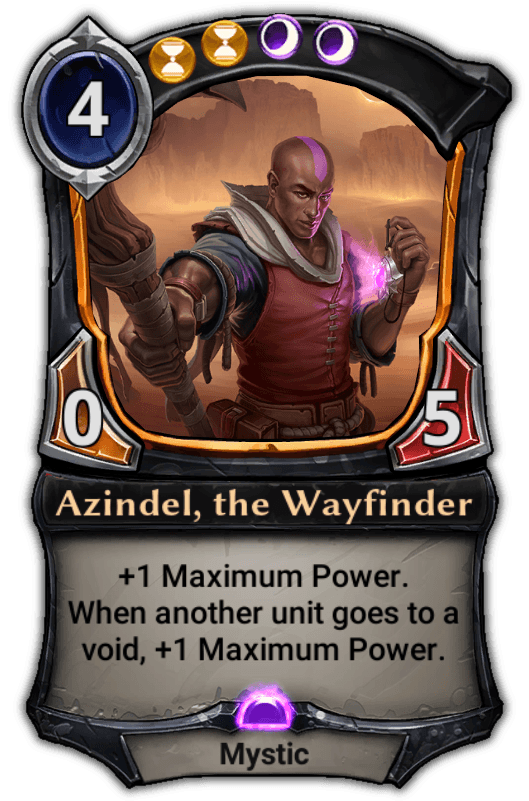 4
0
5
Azindel, the Wayfinder
+1 Maximum Power.
When another unit goes to a
void, +1 Maximum Power.
Mystic